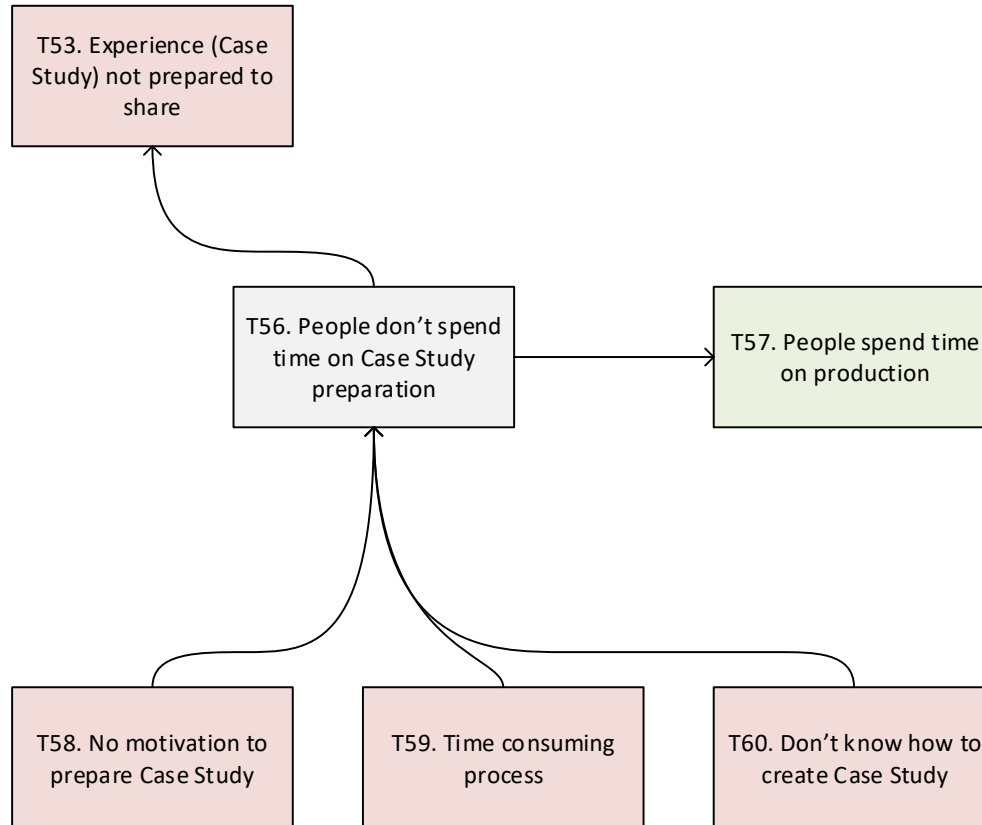 T53. Experience (Case
Study) not prepared to
share
T56. People don’t spend
time on Case Study
preparation
T57. People spend time
on production
T58. No motivation to
prepare Case Study
T59. Time consuming
process
T60. Don’t know how to
create Case Study